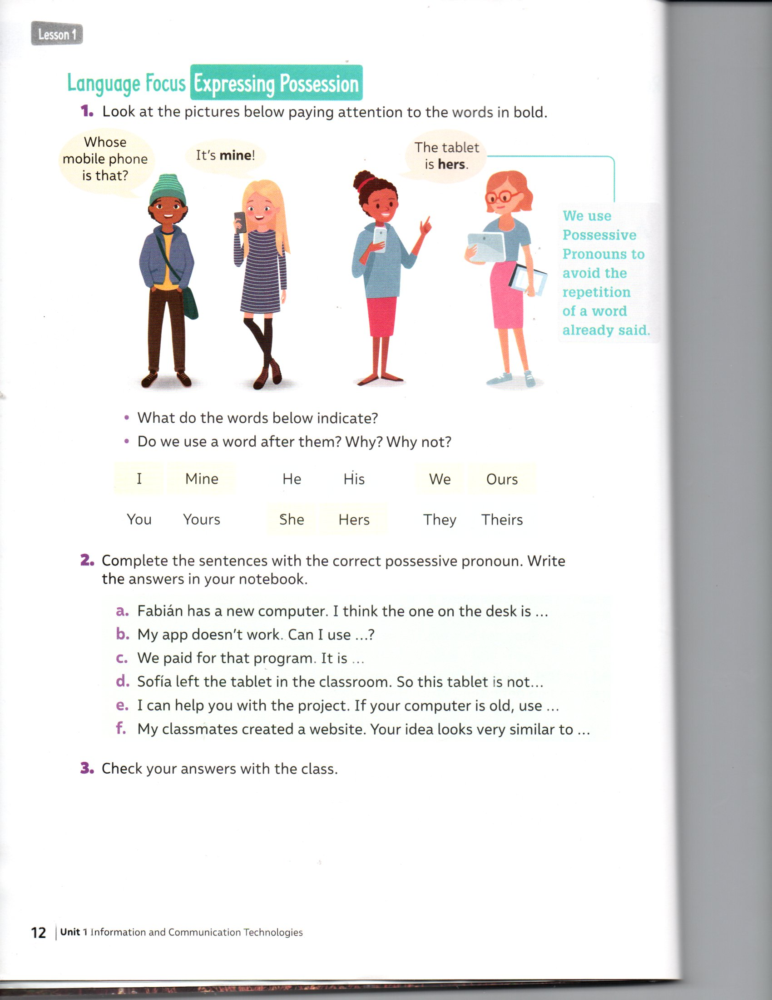 Lesson 1
Language Focus Expressing Possession
1. Look at the pictures below paying attention to the words in bold.
Whose
mobile phone
is that?
It's mine!
The tablet
is hers.
We use
Possessive
Pronouns to
avoid the
repetition
of a word
already said.
• What do the words below indicate?
• Do we use a word after them? Why? Why not?
I Mine He His We Ours
You Yours She Hers They Theirs
2. Complete the sentences with the correct possessive pronoun. Write
the answers in your notebook.
a. Fabián has a new computer. I think the one on the desk is ...
b. My app doesn't work. Can I use ...?
c. We paid for that program. It is ...
d. Sofía left the tablet in the classroom. So this tablet is not...
e. I can help you with the project. If your computer is old, use ...
f. My classmates created a website. Your idea looks very similar to ...
3. Check your answers with the class.
12 Unit 1 Information and Communication Technologies